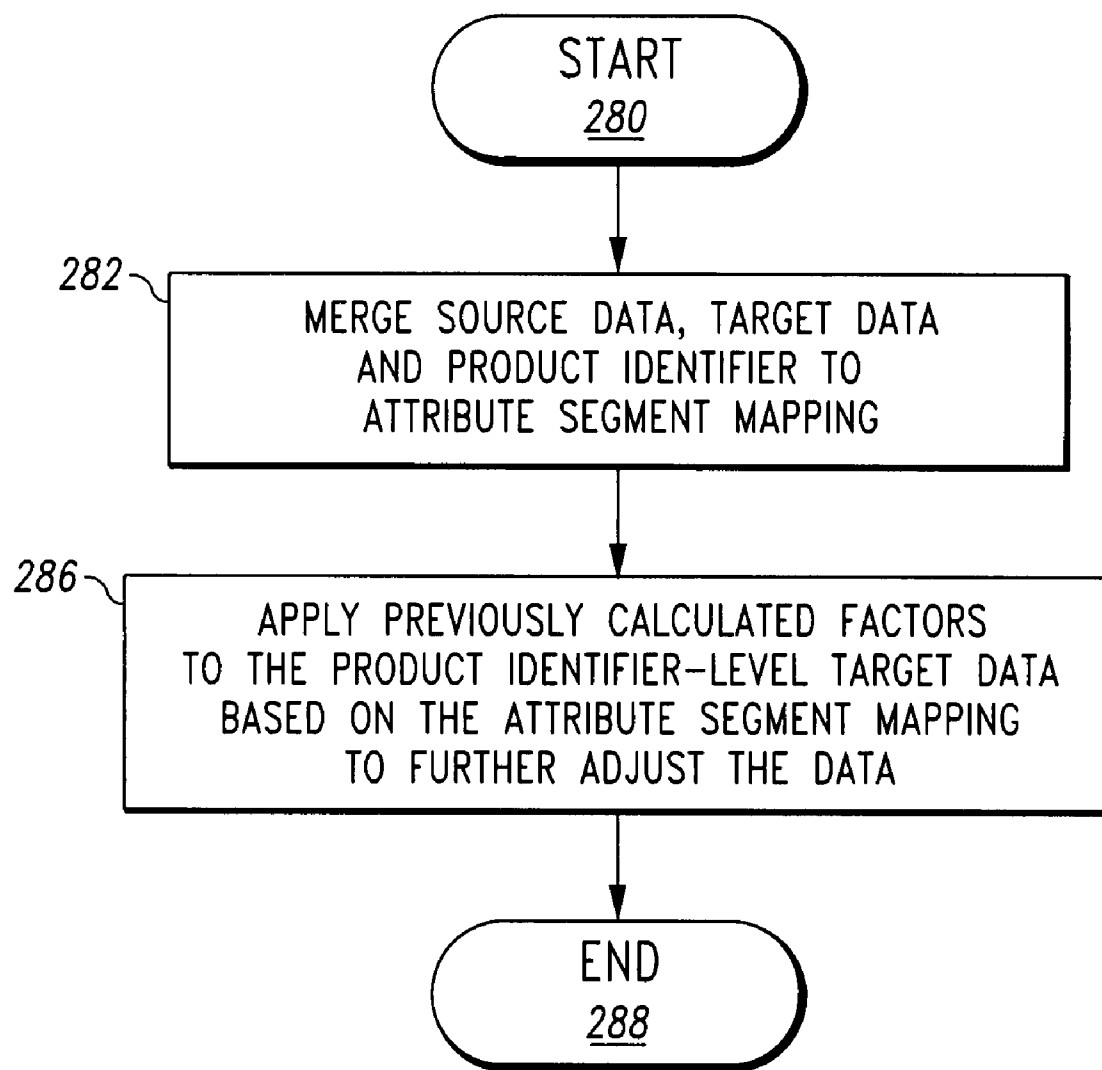 START
280
282
MERGE SOURCE DATA, TARGET DATA
AND PRODUCT IDENTIFIER TO
ATTRIBUTE SEGMENT MAPPING
286
APPLY PREVIOUSLY CALCULATED FACTORS
TO THE PRODUCT IDENTIFIER-LEVEL TARGET DATA
BASED ON THE ATTRIBUTE SEGMENT MAPPING
TO FURTHER ADJUST THE DATA
END
288